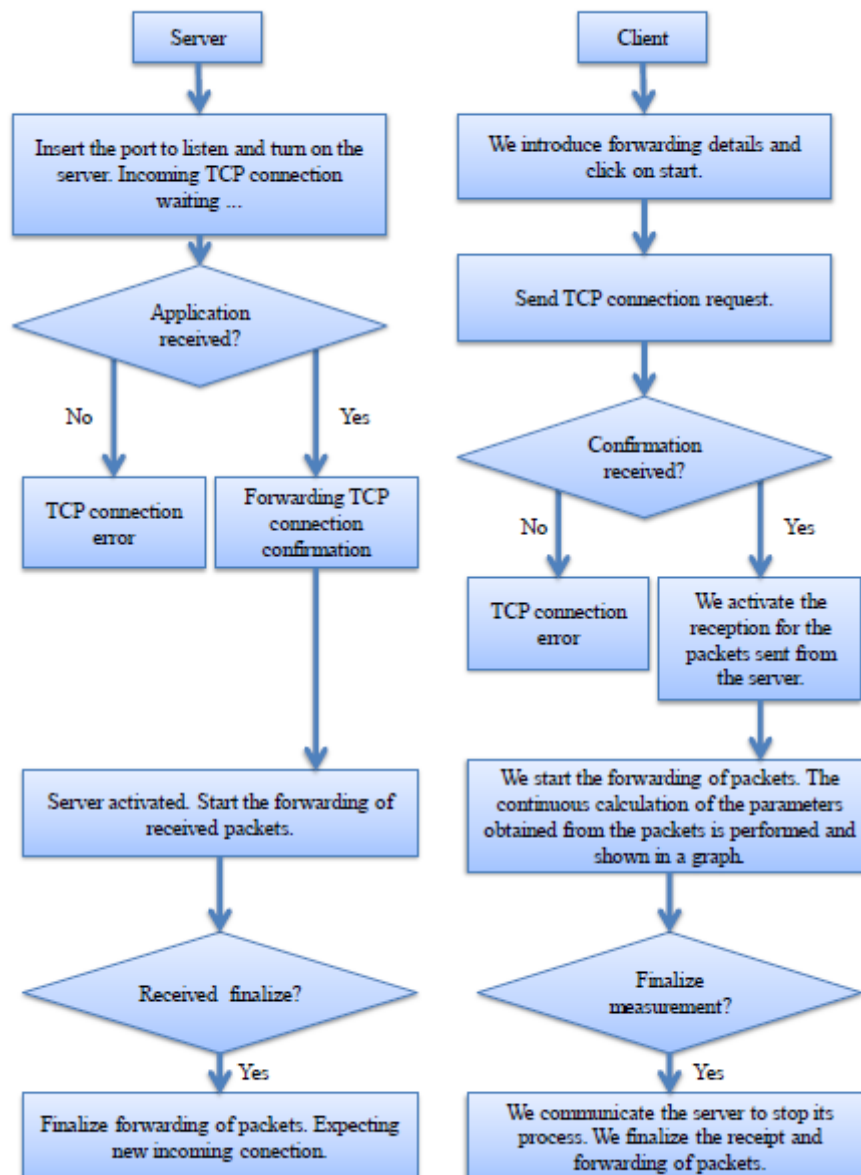 Server
Insert the port to listen and turn on the
server. Incoming TCP connection
waiting ...
Application
received?
No
Yes
TCP connection
error
Forwarding TCP
connection
confirmation
Server activated. Start the forwarding of
received packets.
Received finalize?
Yes
Finalize forwarding of packets. Expecting
new incoming conection.
Client
We introduce forwarding details and
click on start.
Send TCP connection request.
Confirmation
received?
No
Yes
TCP connection
error
We activate the
reception for the
packets sent from
the server.
We start the forwarding of packets. The
continuous calculation of the parameters
obtained from the packets is performed and
shown in a graph.
Finalize
measurement?
Yes
We communicate the server to stop its
process. We finalize the receipt and
forwarding of packets.